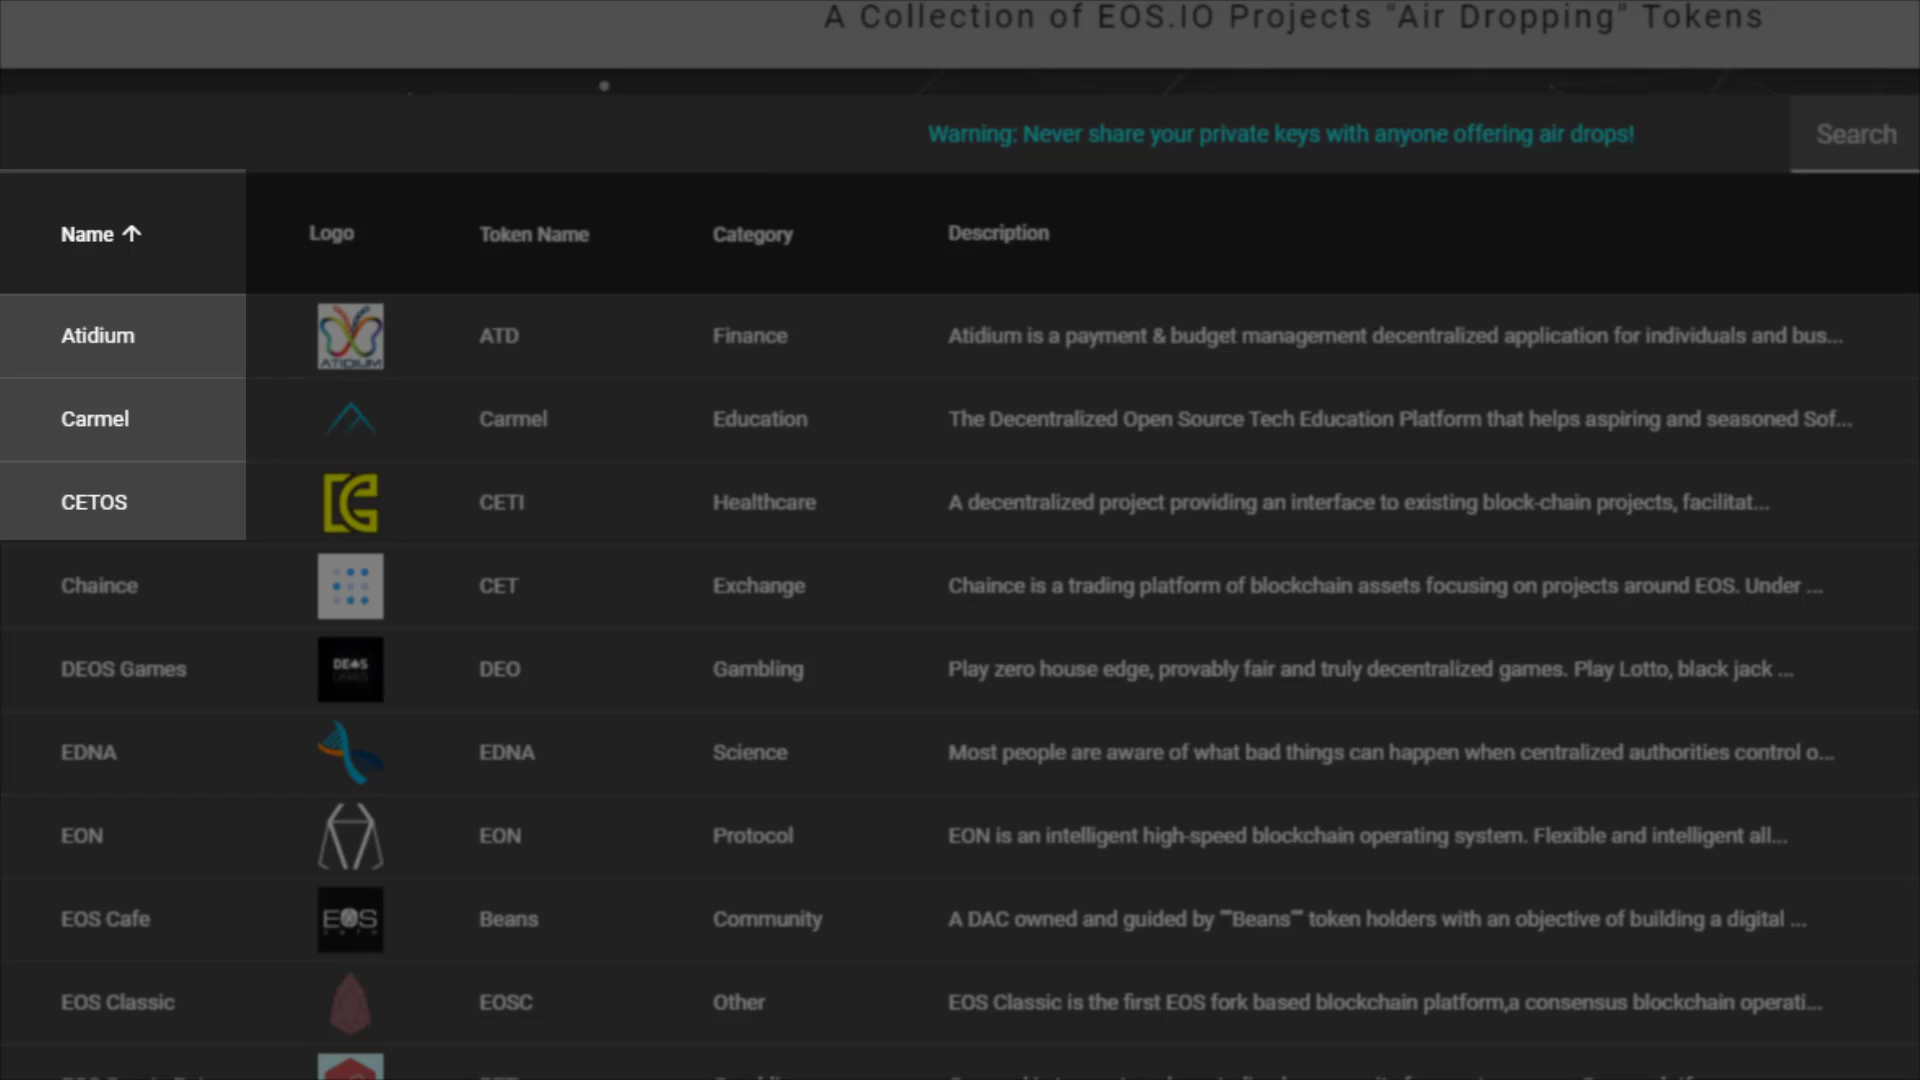 A Collection of EOS.IO Projects "Air Dropping" Tokens
Warning: Never share your private keys with anyone offering air drops!
Search
Name Logo Token Name Category Description
ATIDIUM
Atidium ATD Finance Atidium is a payment & budget management decentralized application for individuals and bus...
Carmel Carmel Education The Decentralized Open Source Tech Education Platform that helps aspiring and seasoned Sof...
CETOS CETI Healthcare A decentralized project providing an interface to existing block-chain projects, facilitat...
Chaince CET Exchange Chaince is a trading platform of blockchain assets focusing on projects around EOS. Under ...
DEOS Games DEOS GAMES DEO Gambling Play zero house edge, provably fair and truly decentralized games. Play Lotto, black jack ...
EDNA EDNA Science Most people are aware of what bad things can happen when centralized authorities control o...
EON EON Protocol EON is an intelligent high-speed blockchain operating system. Flexible and intelligent all...
EOS Cafe EOS Beans Community A DAC owned and guided by ""Beans"" token holders with an objective of building a digital ...
EOS Classic EOSC Other EOS Classic is the first EOS fork based blockchain platform,a consensus blockchain operati...